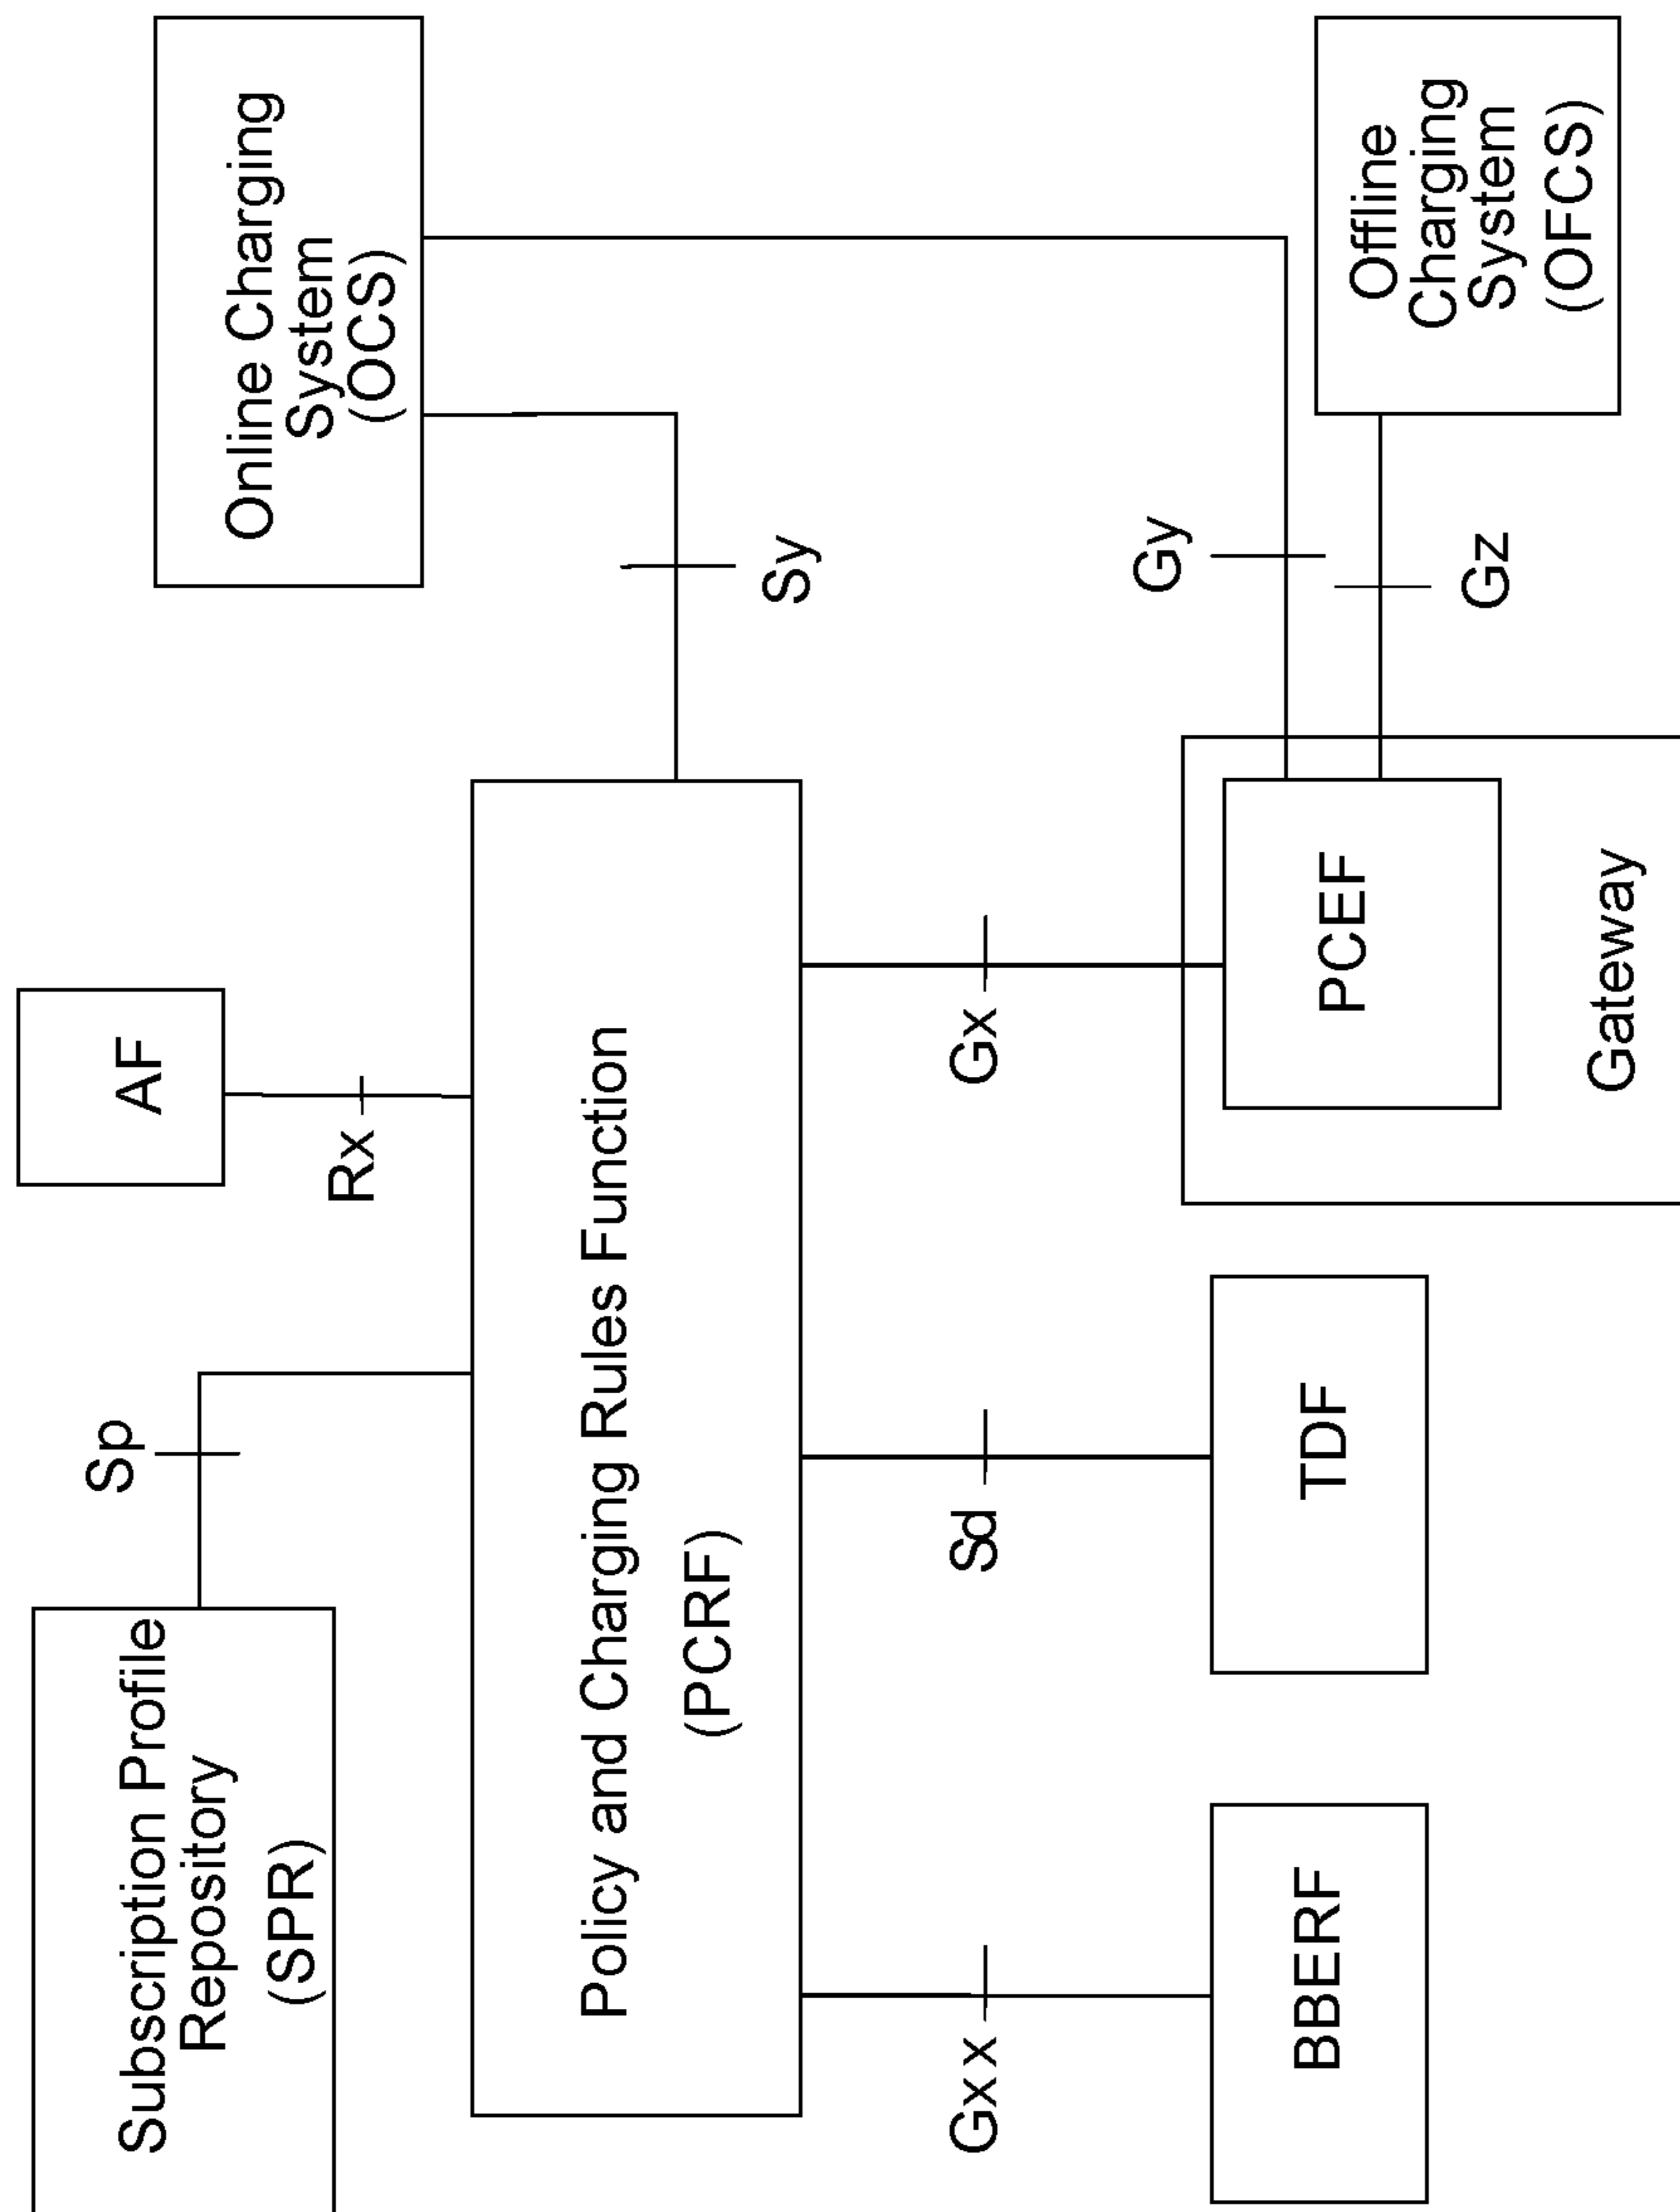 Subscription Profile
Repository
(SPR)
Sp
AF
Rx
Online Charging
System
(OCS)
Policy and Charging Rules Function
(PCRF)
Sy
Gxx
Sd
Gx
Gy
Gz
BBERF
TDF
PCEF
Gateway
Offline
Charging
System
(OFCS)